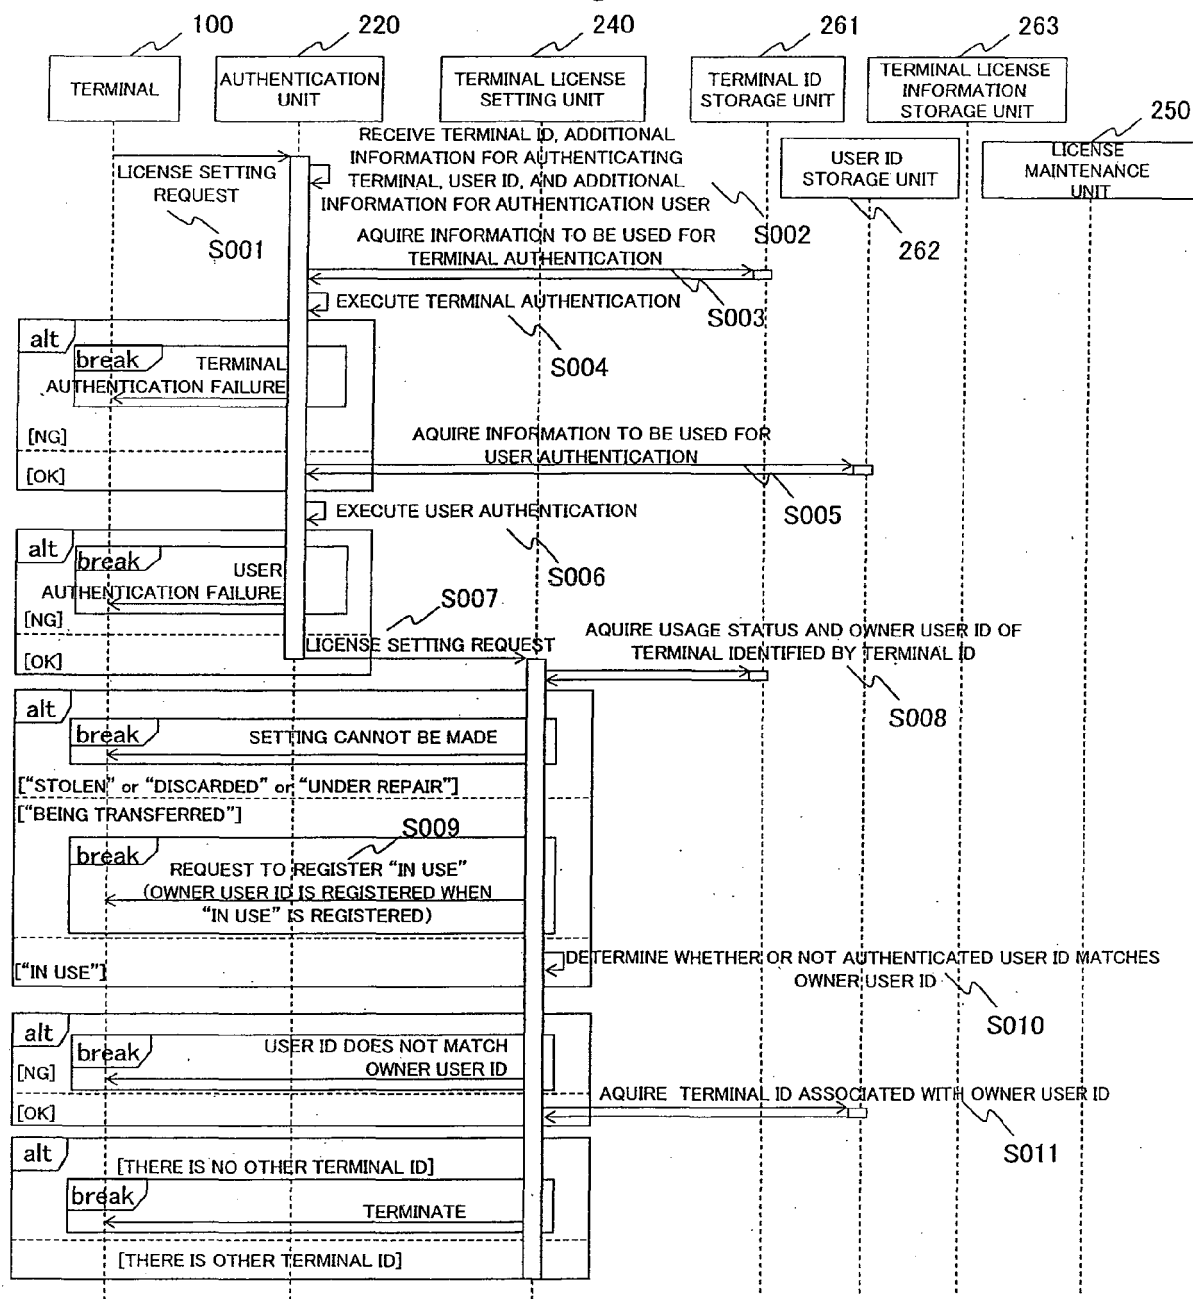 100
220
240
261
263
250
TERMINAL
AUTHENTICATION
UNIT
TERMINAL LICENSE
SETTING UNIT
TERMINAL ID
STORAGE UNIT
TERMINAL LICENSE
INFORMATION
STORAGE UNIT
USER ID
STORAGE UNIT
LICENSE
MAINTENANCE
UNIT
262
LICENSE SETTING
REQUEST
S001
RECEIVE TERMINAL ID, ADDITIONAL
INFORMATION FOR AUTHENTICATING
TERMINAL, USER ID, AND ADDITIONAL
INFORMATION FOR AUTHENTICATION USER
S002
AQUIRE INFORMATION TO BE USED FOR
TERMINAL AUTHENTICATION
S003
EXECUTE TERMINAL AUTHENTICATION
S004
alt
break
TERMINAL
AUTHENTICATION FAILURE
[NG]
[OK]
AQUIRE INFORMATION TO BE USED FOR
USER AUTHENTICATION
S005
EXECUTE USER AUTHENTICATION
S006
alt
break
USER
AUTHENTICATION FAILURE
[NG]
[OK]
S007
LICENSE SETTING REQUEST
AQUIRE USAGE STATUS AND OWNER USER ID OF
TERMINAL IDENTIFIED BY TERMINAL ID
S008
alt
break
SETTING CANNOT BE MADE
["STOLEN" or "DISCARDED" or "UNDER REPAIR"]
["BEING TRANSFERRED"]
S009
break
REQUEST TO REGISTER "IN USE"
(OWNER USER ID IS REGISTERED WHEN
"IN USE" IS REGISTERED)
["IN USE"]
DETERMINE WHETHER OR NOT AUTHENTICATED USER ID MATCHES
OWNER USER ID
S010
alt
break
USER ID DOES NOT MATCH
OWNER USER ID
[NG]
[OK]
AQUIRE TERMINAL ID ASSOCIATED WITH OWNER USER ID
S011
alt
[THERE IS NO OTHER TERMINAL ID]
break
TERMINATE
[THERE IS OTHER TERMINAL ID]